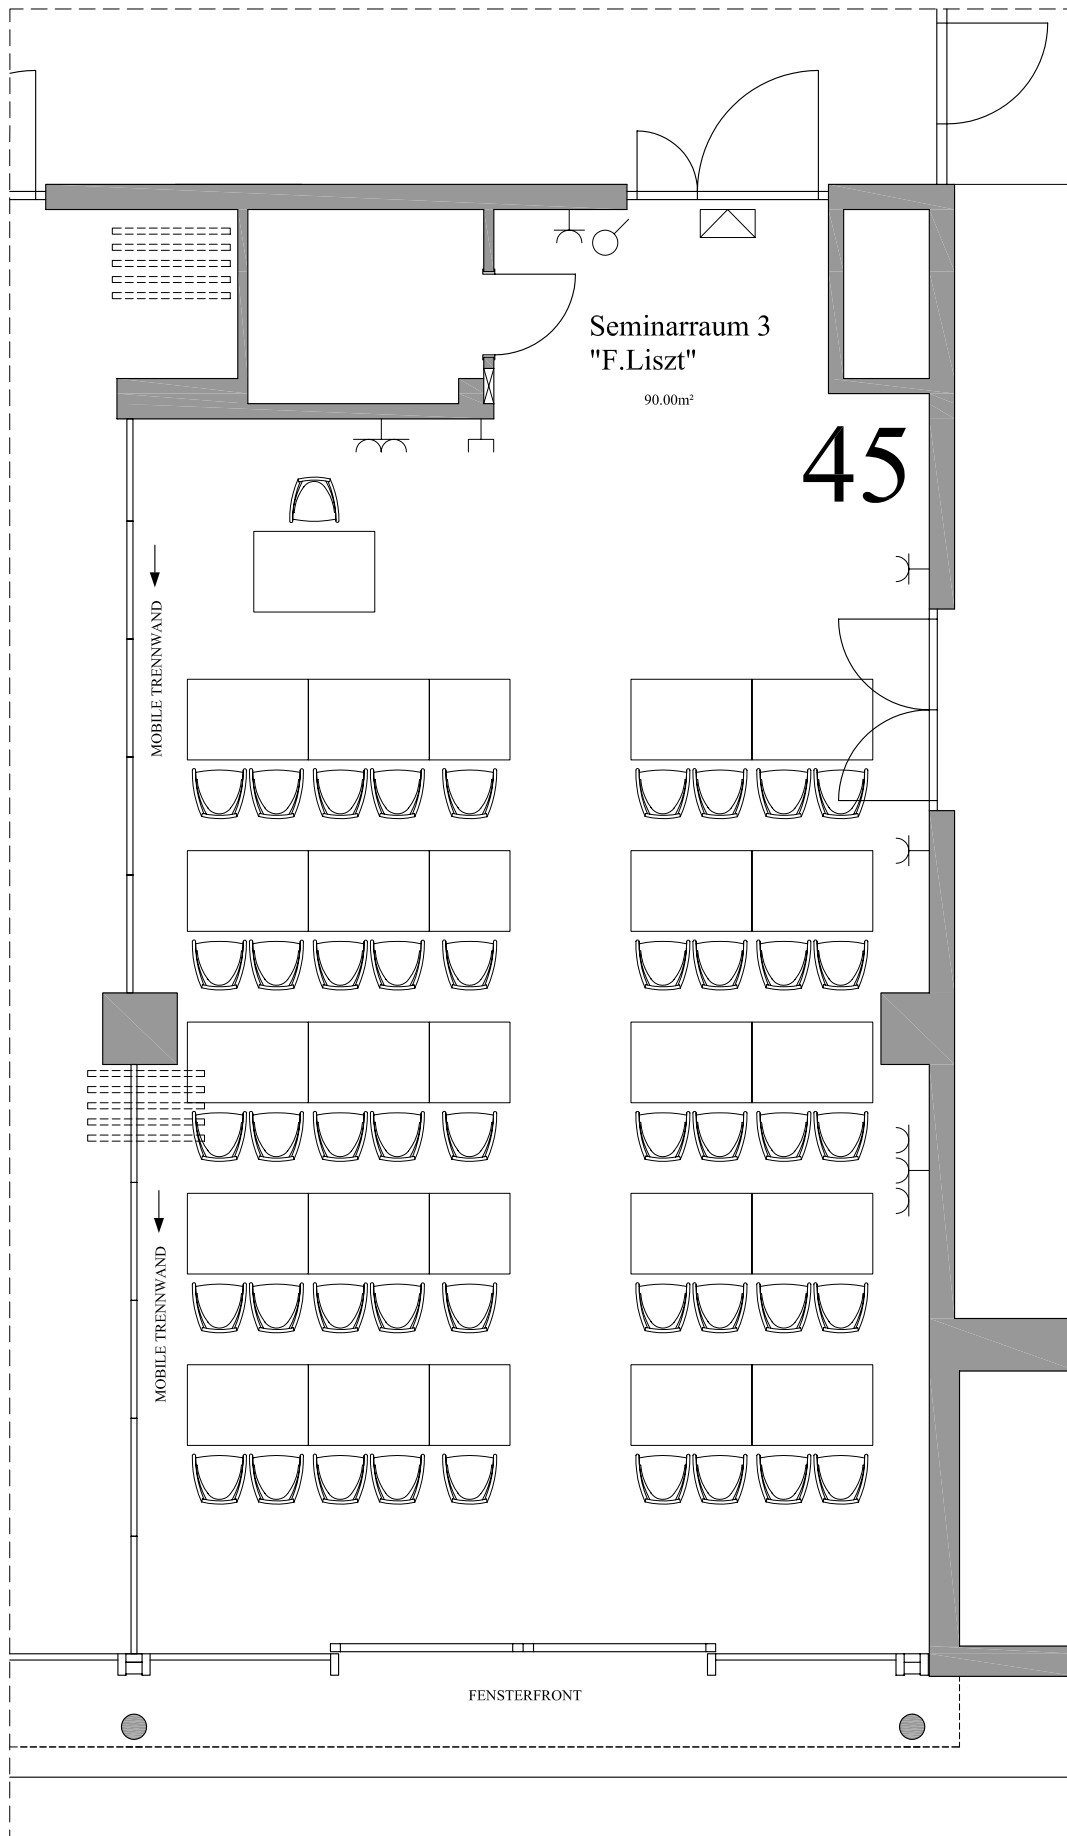 Seminarraum 3
"F.Liszt"
90.00m²
45
MOBILE TRENNWAND
MOBILE TRENNWAND
FENSTERFRONT